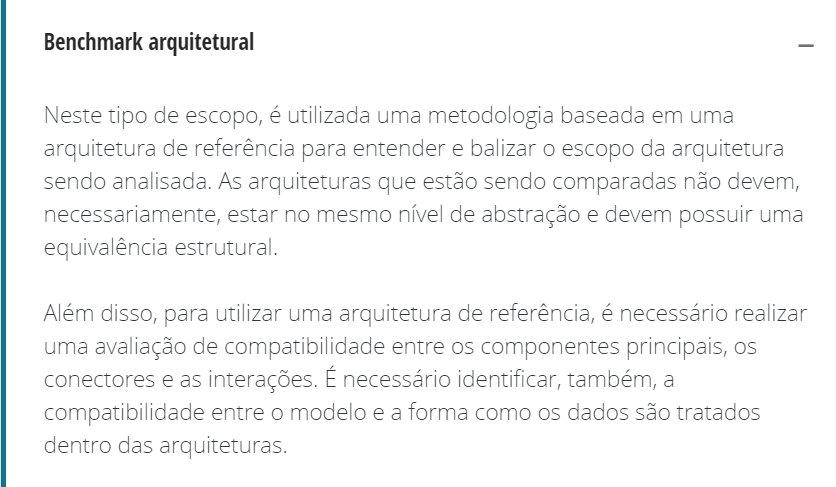 Benchmark arquitetural
Neste tipo de escopo, é utilizada uma metodologia baseada em uma
arquitetura de referência para entender e balizar o escopo da arquitetura
sendo analisada. As arquiteturas que estão sendo comparadas não devem,
necessariamente, estar no mesmo nível de abstração e devem possuir uma
equivalência estrutural.
Além disso, para utilizar uma arquitetura de referência, é necessário realizar
uma avaliação de compatibilidade entre os componentes principais, os
conectores e as interações. É necessário identificar, também, a
compatibilidade entre o modelo e a forma como os dados são tratados
dentro das arquiteturas.